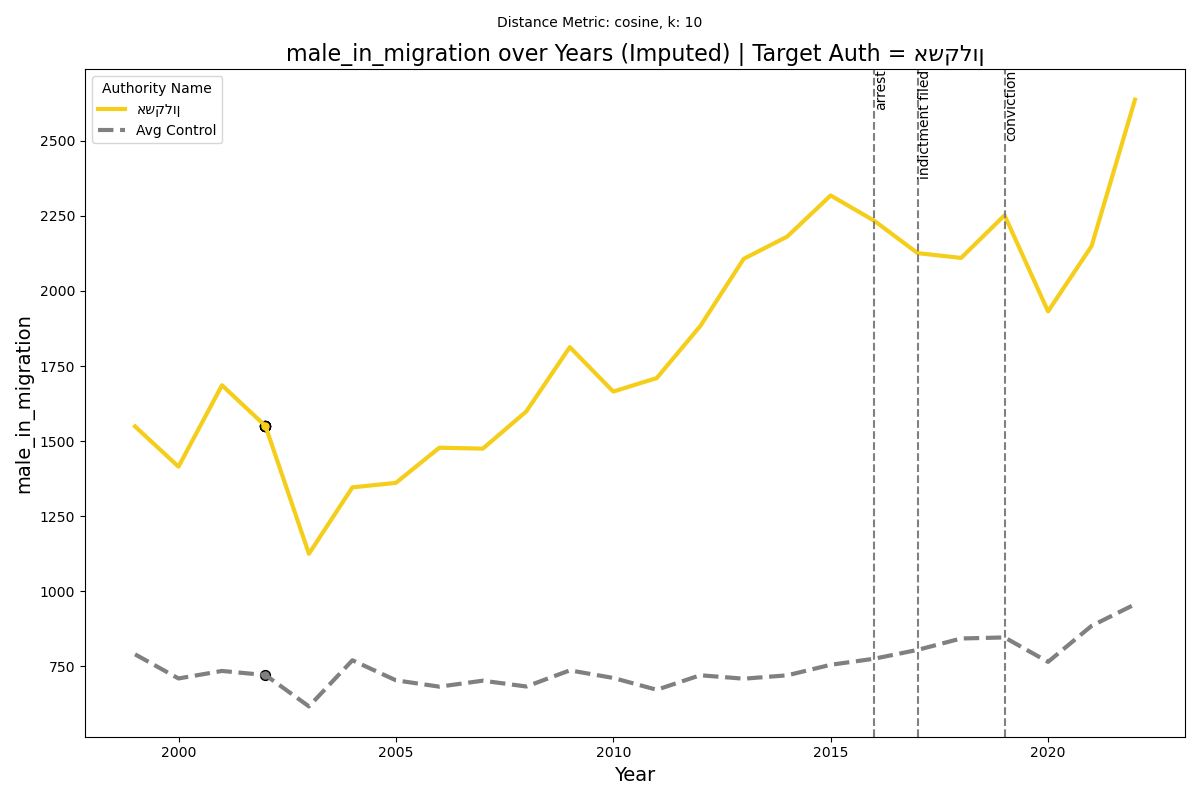 Distance Metric: cosine, k: 10
male_in_migration over Years (Imputed) | Target Auth = אשקלון
Authority Name
אשקלון
Avg Control
arrest
indictment filed
conviction
male_in_migration
2500
2250
2000
1750
1500
1250
1000
750
2000
2005
2010
2015
2020
Year